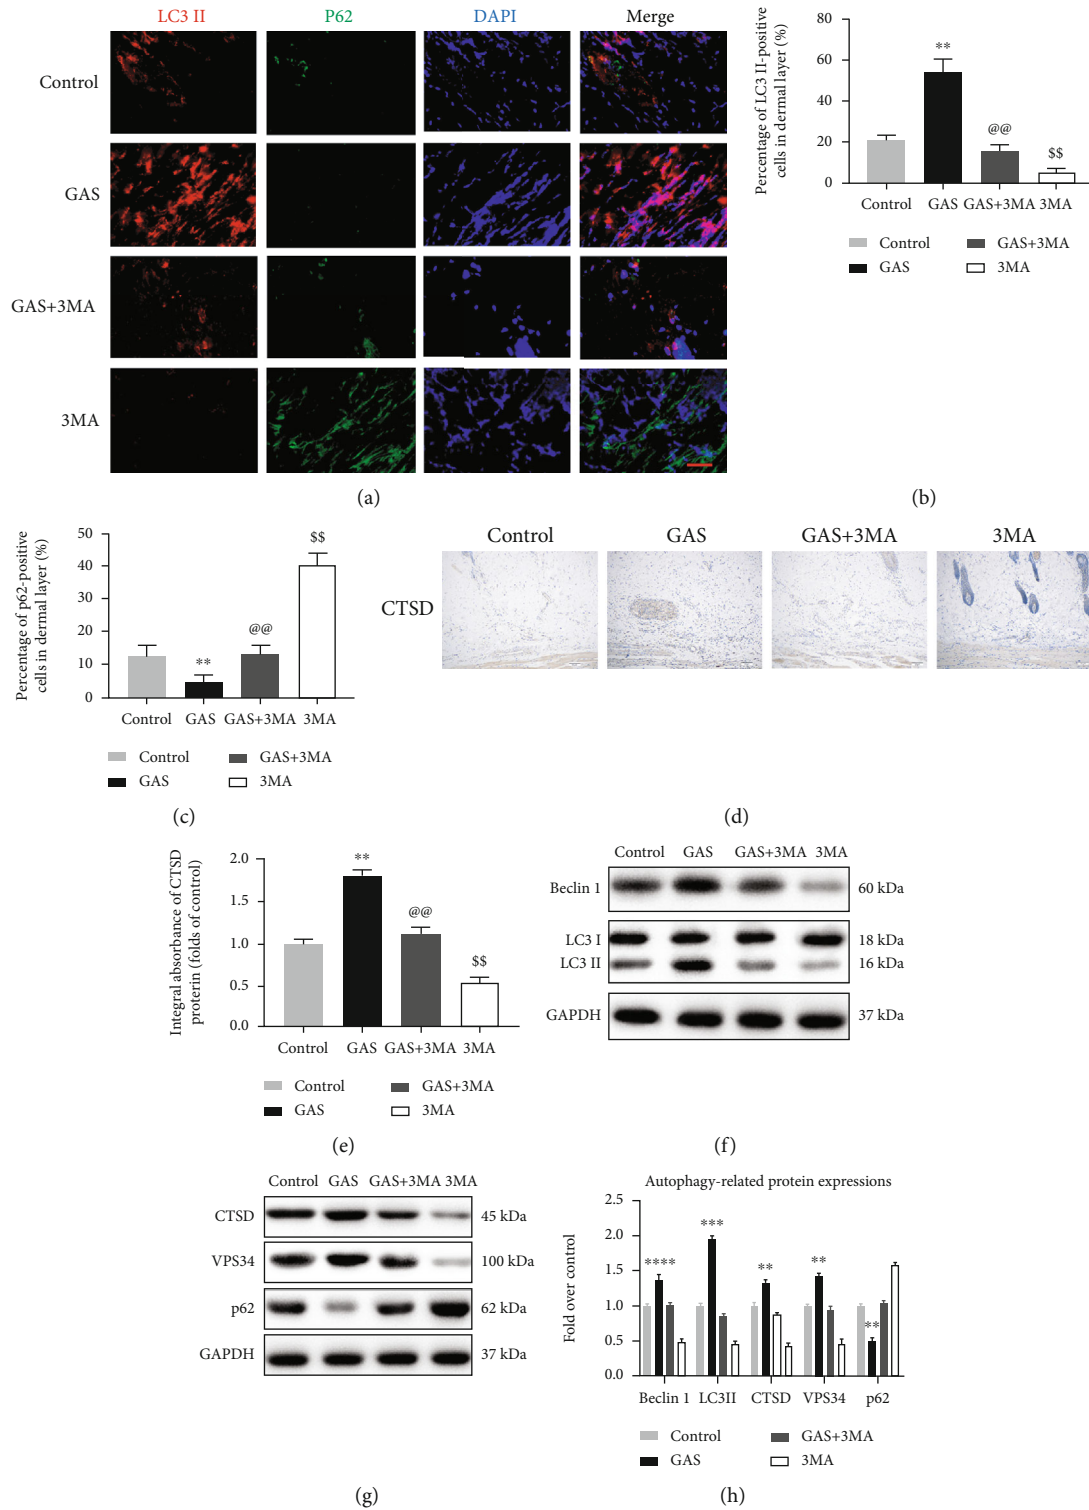 LC3 II P62 DAPI Merge
Control
GAS
GAS+3MA
3MA
(a)
Percentage of LC3 II-positive
cells in dermal layer (%)
80
60
40
20
0
**
@@
$$
Control GAS GAS+3MA 3MA
Control GAS+3MA
GAS 3MA
(b)
Percentage of p62-positive
cells in dermal layer (%)
50
40
30
20
10
0
**
@@
$$
Control GAS GAS+3MA 3MA
Control GAS+3MA
GAS 3MA
(c)
Control GAS GAS+3MA 3MA
CTSD
(d)
Integral absorbance of CTSD
proterin (folds of control)
2.0
1.5
1.0
0.5
0.0
**
@@
$$
Control GAS GAS+3MA 3MA
Control GAS+3MA
GAS 3MA
(e)
Control GAS GAS+3MA 3MA
Beclin 1 60 kDa
LC3 I 18 kDa
LC3 II 16 kDa
GAPDH 37 kDa
(f)
Control GAS GAS+3MA 3MA
CTSD 45 kDa
VPS34 100 kDa
p62 62 kDa
GAPDH 37 kDa
(g)
Autophagy-related protein expressions
Fold over control
2.5
2.0
1.5
1.0
0.5
0.0
****
***
**
**
**
Beclin 1 LC3II CTSD VPS34 p62
Control GAS+3MA
GAS 3MA
(h)